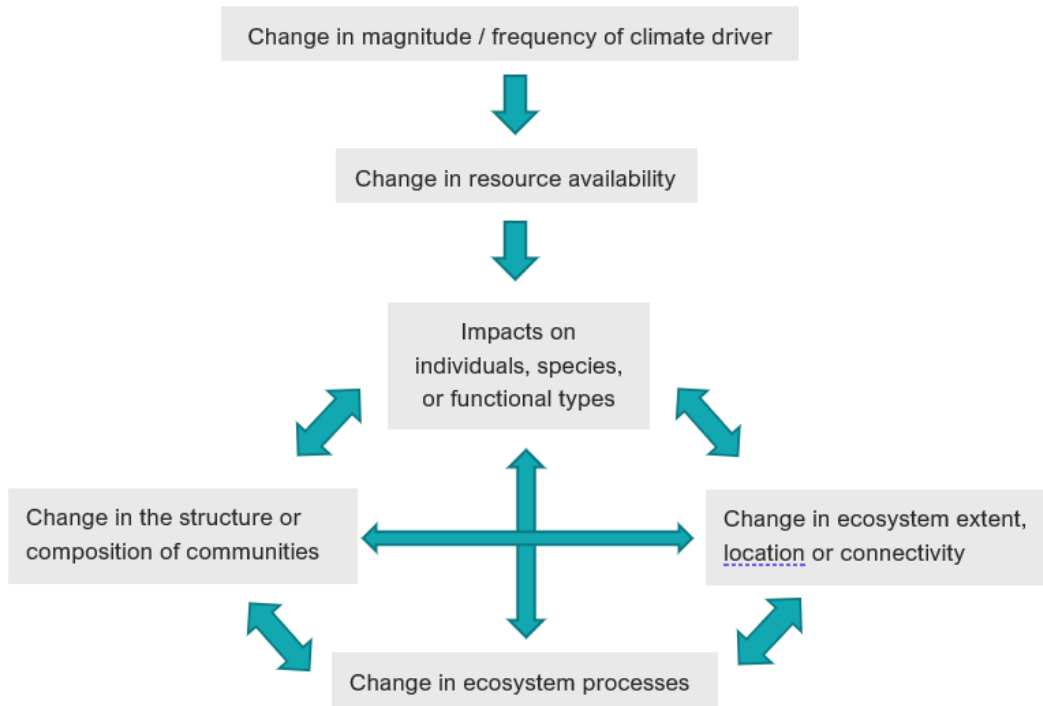 Change in magnitude / frequency of climate driver
Change in resource availability
Impacts on
individuals, species,
or functional types
Change in the structure or
composition of communities
Change in ecosystem extent,
location or connectivity
Change in ecosystem processes